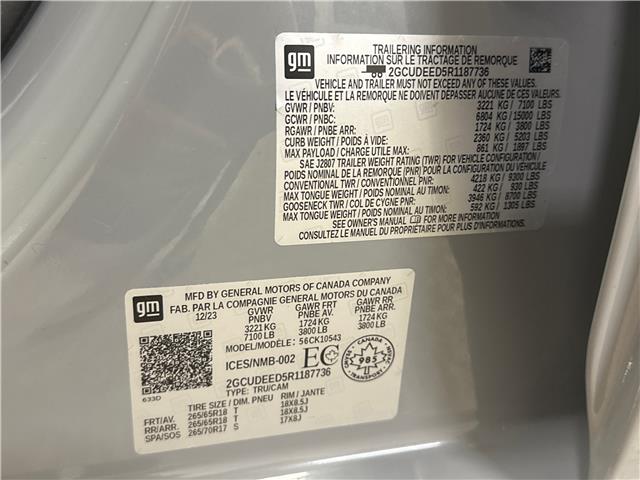 gm
TRAILERING INFORMATION
INFORMATION SUR LE TRACTAGE DE REMORQUE
2GCUDEED5R1187736
VEHICLE AND TRAILER MUST NOT EXCEED ANY OF THESE VALUES.
LE VÉHICULE ET LA REMORQUE NE DOIVENT DÉPASSER AUCUNE DE CES VALEURS.
GVWR / PNBV: 3221 KG / 7100 LBS
GCWR / PNBC: 6804 KG / 15000 LBS
RGAWR / PNBE ARR: 1724 KG / 3800 LBS
CURB WEIGHT / POIDS À VIDE: 2360 KG / 5203 LBS
MAX PAYLOAD / CHARGE UTILE MAX: 861 KG / 1897 LBS
SAE J2807 TRAILER WEIGHT RATING (TWR) FOR VEHICLE CONFIGURATION /
POIDS NOMINAL DE LA REMORQUE (PNR) POUR LA CONFIGURATION DU VÉHICULE
CONVENTIONAL TWR / CONVENTIONNEL PNR: 4218 KG / 9300 LBS
MAX TONGUE WEIGHT / POIDS NOMINAL AU TIMON: 422 KG / 930 LBS
GOOSENECK TWR / COL DE CYGNE PNR: 3946 KG / 8700 LBS
MAX TONGUE WEIGHT / POIDS NOMINAL AU TIMON: 592 KG / 1305 LBS
SEE OWNER'S MANUAL FOR MORE INFORMATION
CONSULTEZ LE MANUEL DU PROPRIÉTAIRE POUR PLUS D'INFORMATIONS.
gm
MFD BY GENERAL MOTORS OF CANADA COMPANY
FAB. PAR LA COMPAGNIE GENERAL MOTORS DU CANADA
12/23 GVWR GAWR FRT GAWR RR
PNBV PNBE AV. PNBE ARR.
3221 KG 1724 KG 1724 KG
7100 LB 3800 LB 3800 LB
MODEL/MODÈLE: 56CK10543
ICES/NMB-002 EC CANADA 985 TRANSPORT
2GCUDEED5R1187736
633D
TYPE: TRU/CAM
TIRE SIZE / DIM. PNEU RIM / JANTE
FRT/AV. 265/65R18 T 18X8.5J
RR/ARR. 265/65R18 T 18X8.5J
SPA/SOS 265/70R17 S 17X8J